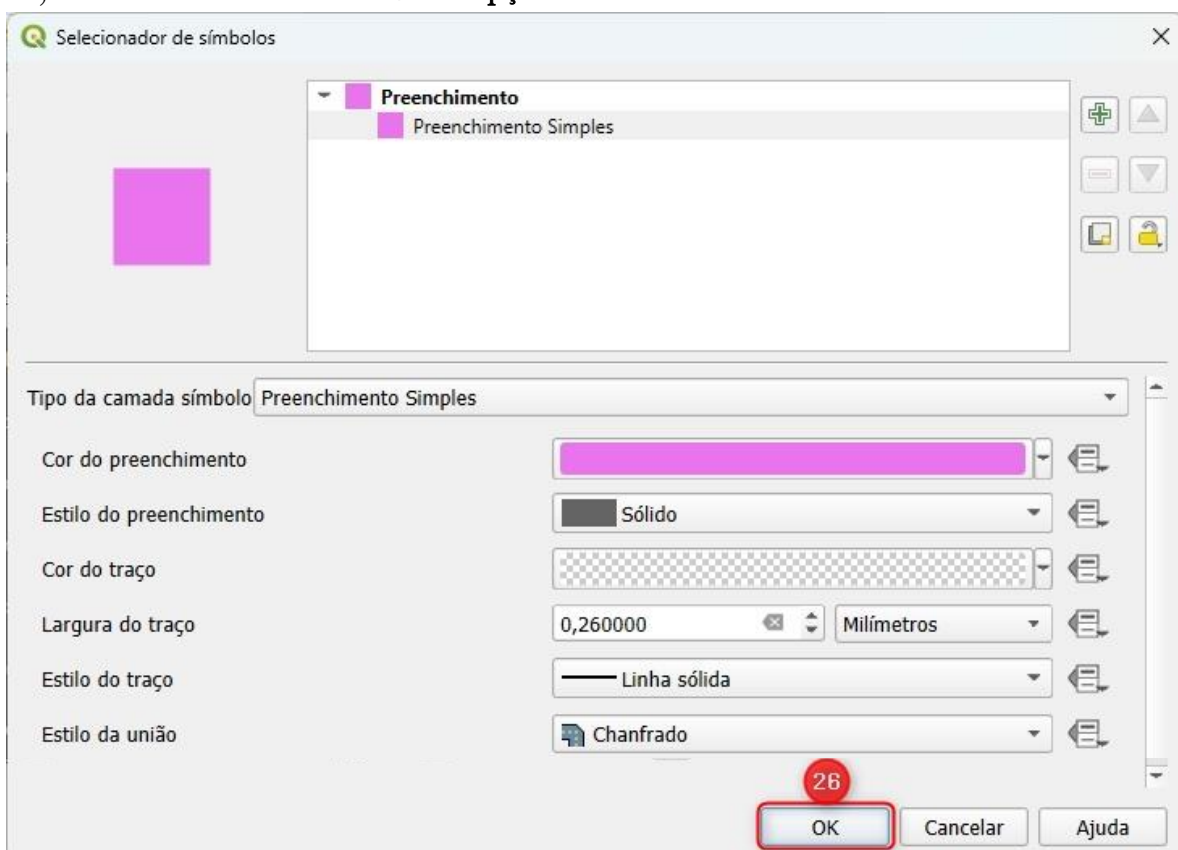 Selecionador de símbolos
Preenchimento
Preenchimento Simples
Tipo da camada símbolo Preenchimento Simples
Cor do preenchimento
Estilo do preenchimento Sólido
Cor do traço
Largura do traço 0,260000 Milímetros
Estilo do traço Linha sólida
Estilo da união Chanfrado
26
OK Cancelar Ajuda